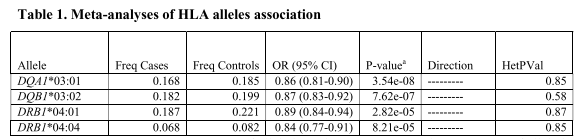 Table 1. Meta-analyses of HLA alleles association
Allele Freq Cases Freq Controls OR (95% CI) P-valueᵃ Direction HetPVal
DQA1*03:01 0.168 0.185 0.86 (0.81-0.90) 3.54e-08 --------- 0.85
DQB1*03:02 0.182 0.199 0.87 (0.83-0.92) 7.62e-07 --------- 0.58
DRB1*04:01 0.187 0.221 0.89 (0.84-0.94) 2.82e-05 --------- 0.87
DRB1*04:04 0.068 0.082 0.84 (0.77-0.91) 8.21e-05 --------- 0.85